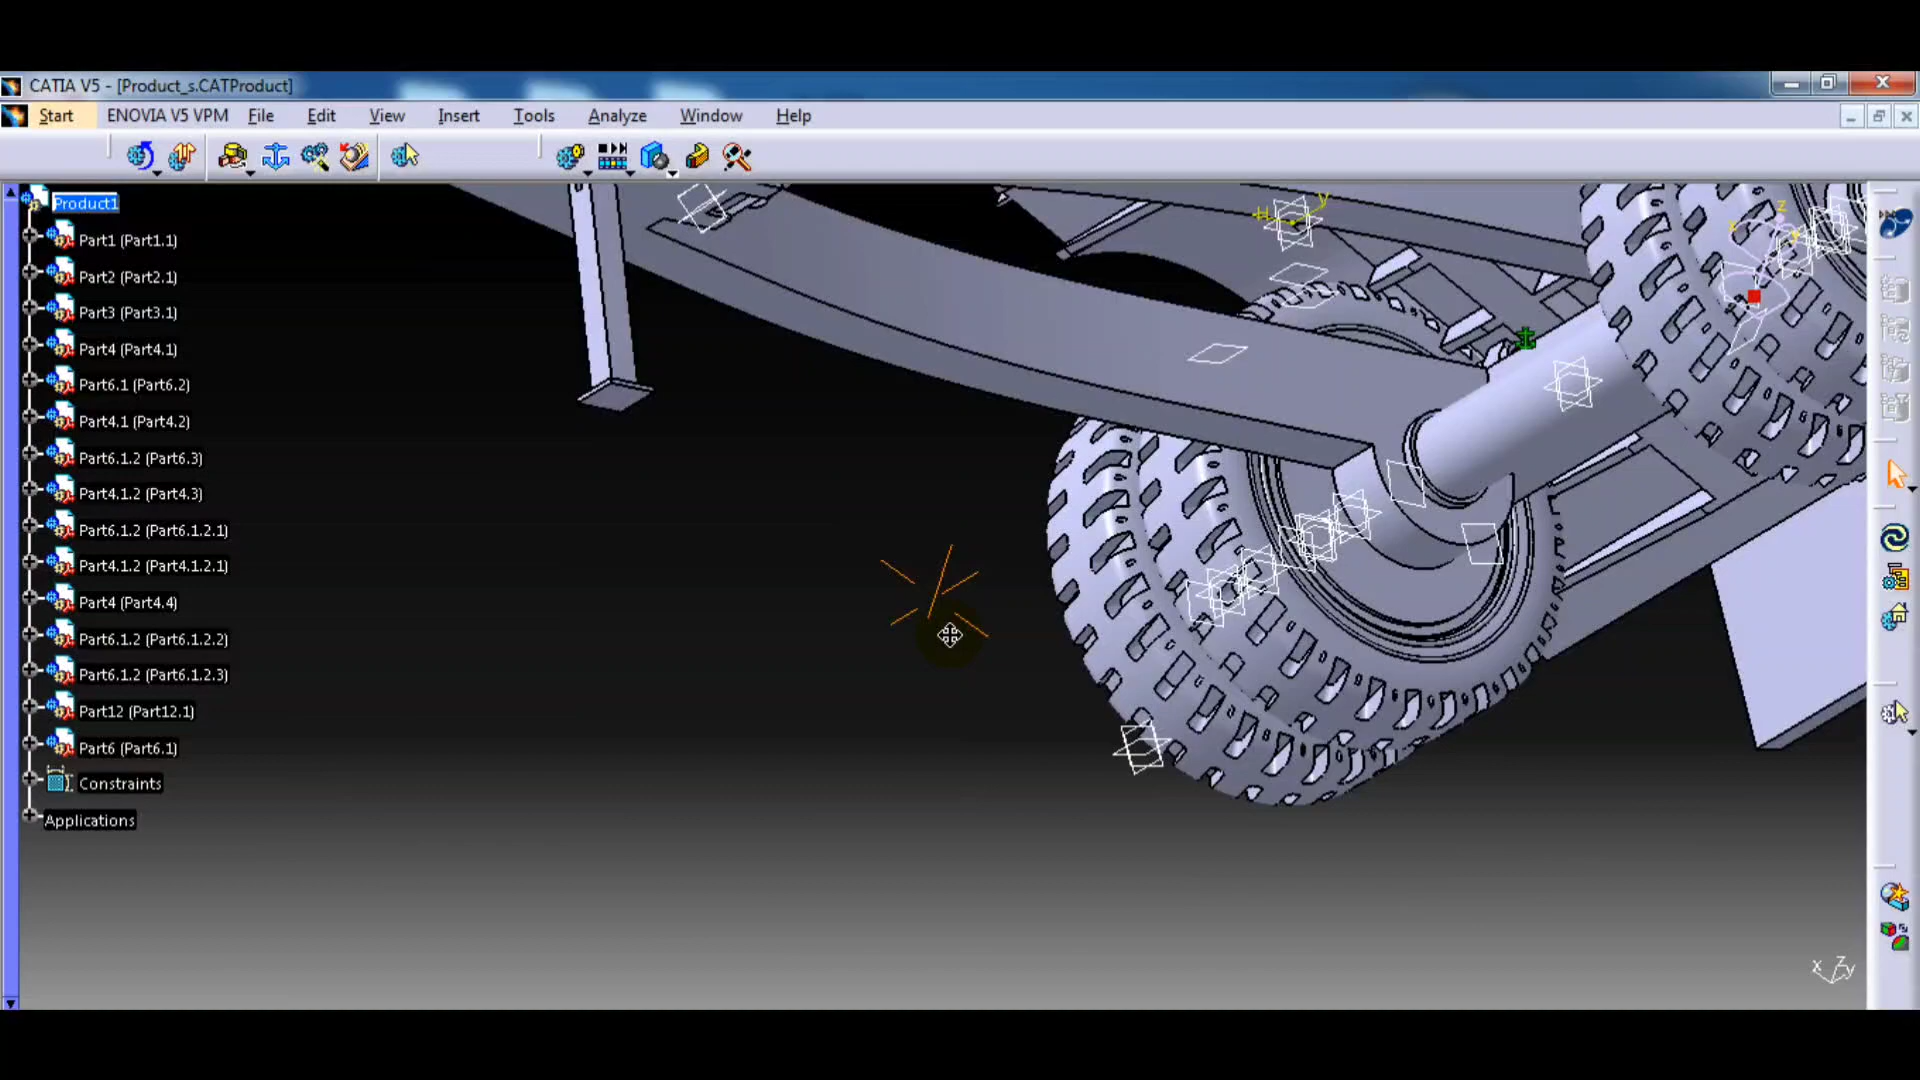 CATIA V5 - [Product_s.CATProduct]
Start ENOVIA V5 VPM File Edit View Insert Tools Analyze Window Help
Product1
Part1 (Part1.1)
Part2 (Part2.1)
Part3 (Part3.1)
Part4 (Part4.1)
Part6.1 (Part6.2)
Part4.1 (Part4.2)
Part6.1.2 (Part6.3)
Part4.1.2 (Part4.3)
Part6.1.2 (Part6.1.2.1)
Part4.1.2 (Part4.1.2.1)
Part4 (Part4.4)
Part6.1.2 (Part6.1.2.2)
Part6.1.2 (Part6.1.2.3)
Part12 (Part12.1)
Part6 (Part6.1)
Constraints
Applications
H y
z
x z y